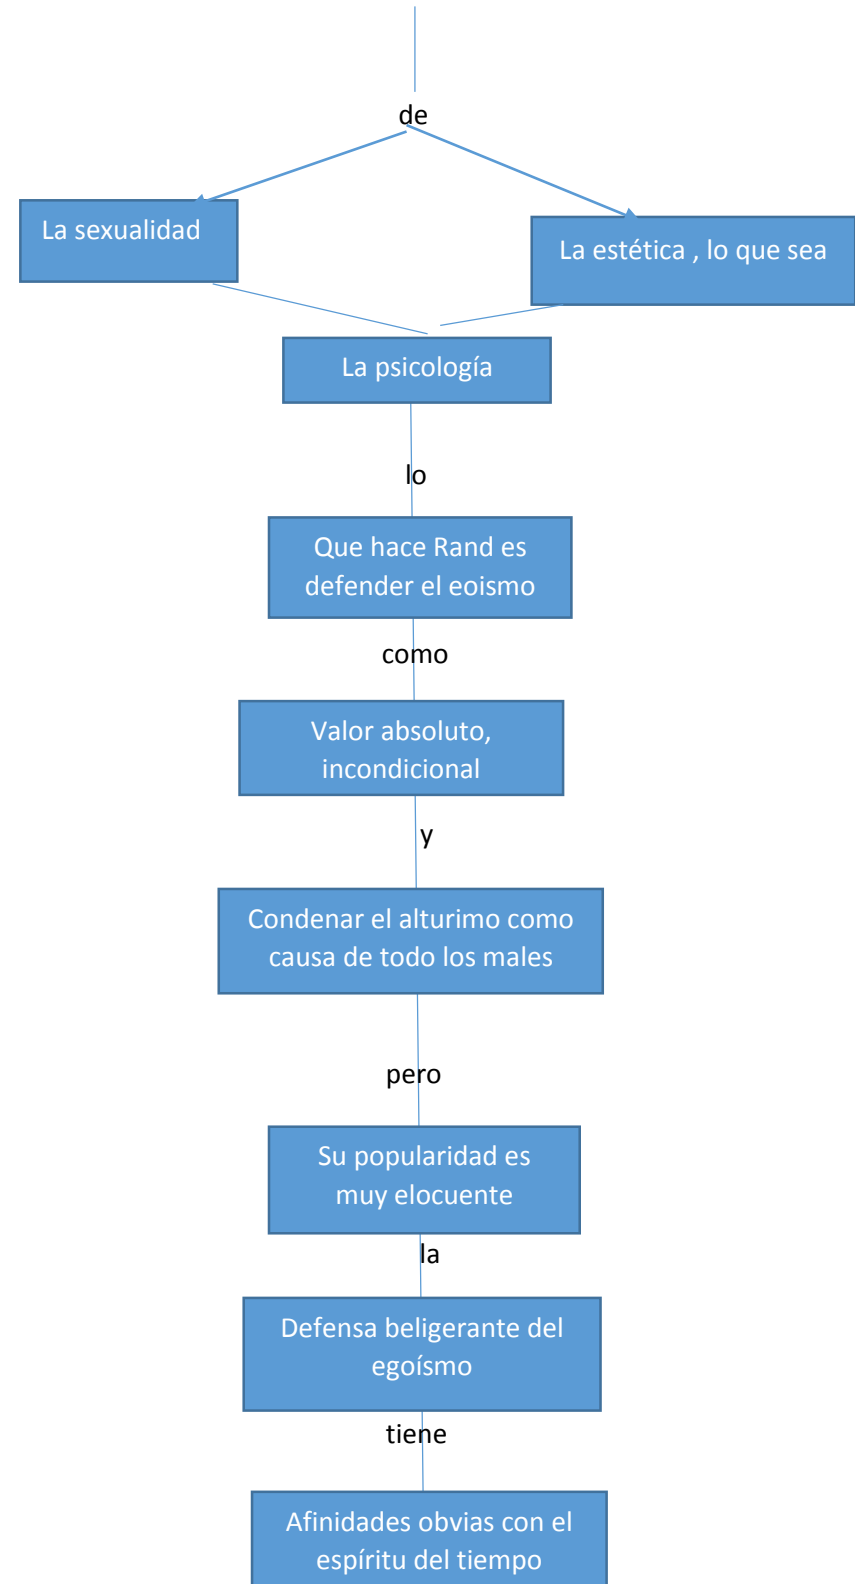 de
La sexualidad
La estética , lo que sea
La psicología
lo
Que hace Rand es
defender el eoismo
como
Valor absoluto,
incondicional
y
Condenar el alturimo como
causa de todo los males
pero
Su popularidad es
muy elocuente
la
Defensa beligerante del
egoísmo
tiene
Afinidades obvias con el
espíritu del tiempo